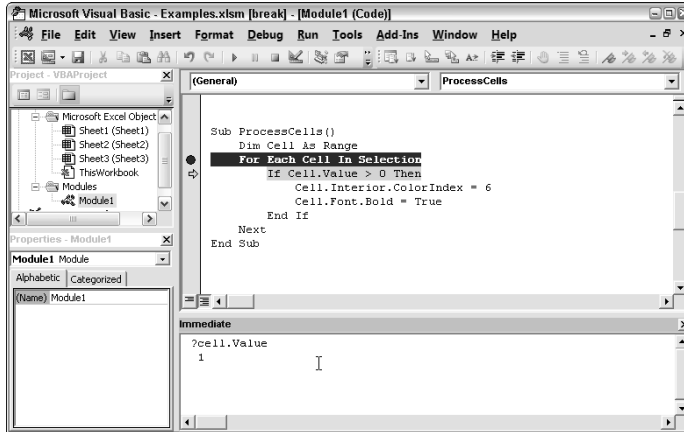 Microsoft Visual Basic - Examples.xlsm [break] - [Module1 (Code)]
File Edit View Insert Format Debug Run Tools Add-Ins Window Help
Project - VBAProject
(General) ProcessCells
Microsoft Excel Object
Sheet1 (Sheet1)
Sheet2 (Sheet2)
Sheet3 (Sheet3)
ThisWorkbook
Modules
Module1
Properties - Module1
Module1 Module
Alphabetic Categorized
(Name) Module1
Sub ProcessCells()
Dim Cell As Range
For Each Cell In Selection
If Cell.Value > 0 Then
Cell.Interior.ColorIndex = 6
Cell.Font.Bold = True
End If
Next
End Sub
Immediate
?cell.Value
1